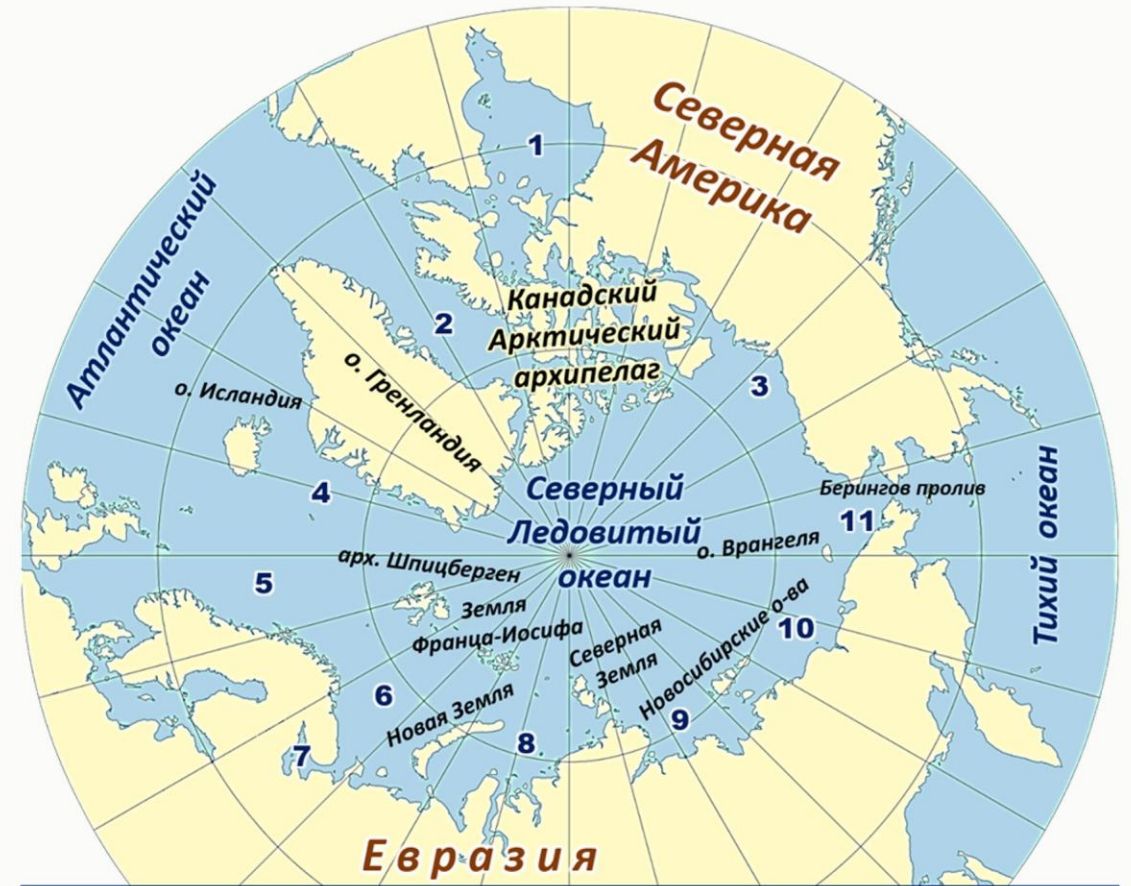 Северная
Америка
1
Атлантический
океан
2
Канадский
Арктический
архипелаг
3
о. Гренландия
о. Исландия
4
Северный
Ледовитый
океан
Берингов пролив
11
о. Врангеля
Тихий океан
5
арх. Шпицберген
Земля
Франца-Иосифа
Северная
Земля
Новосибирские о-ва
10
6
Новая Земля
9
7
8
Евразия